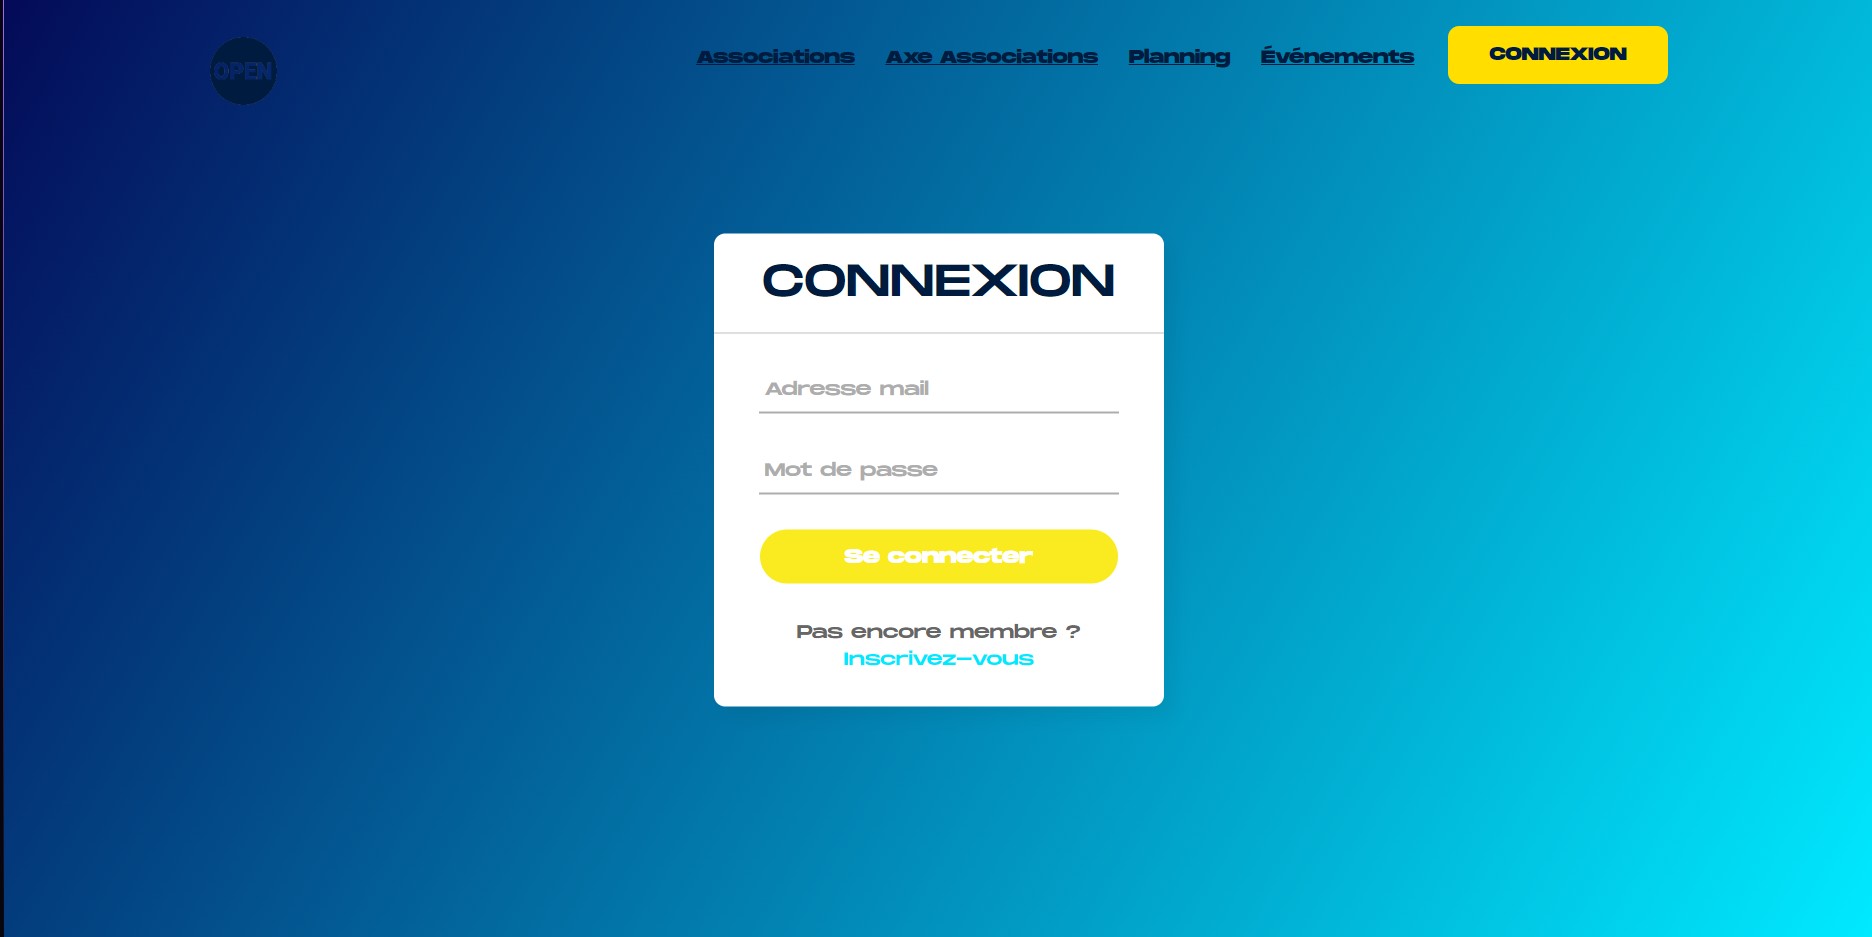 OPEN
Associations Axe Associations Planning Événements CONNEXION
CONNEXION
Adresse mail
Mot de passe
Se connecter
Pas encore membre ?
Inscrivez-vous